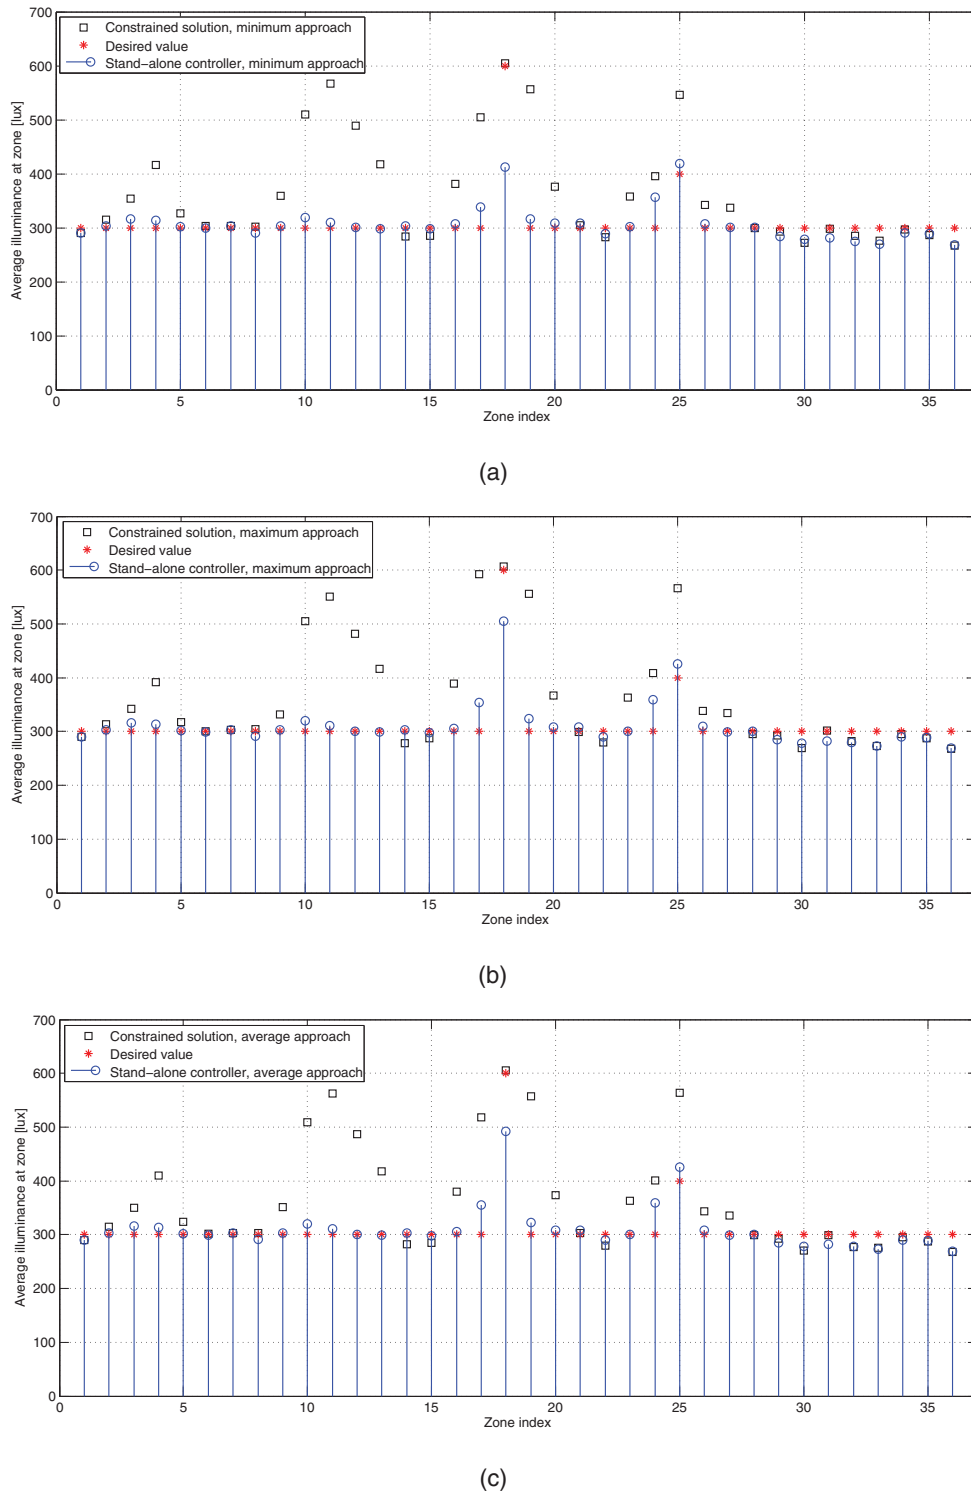 Constrained solution, minimum approach
Desired value
Stand−alone controller, minimum approach
700
600
500
400
300
200
100
0
Average illuminance at zone [lux]
0 5 10 15 20 25 30 35
Zone index
(a)
Constrained solution, maximum approach
Desired value
Stand−alone controller, maximum approach
700
600
500
400
300
200
100
0
Average illuminance at zone [lux]
0 5 10 15 20 25 30 35
Zone index
(b)
Constrained solution, average approach
Desired value
Stand−alone controller, average approach
700
600
500
400
300
200
100
0
Average illuminance at zone [lux]
0 5 10 15 20 25 30 35
Zone index
(c)